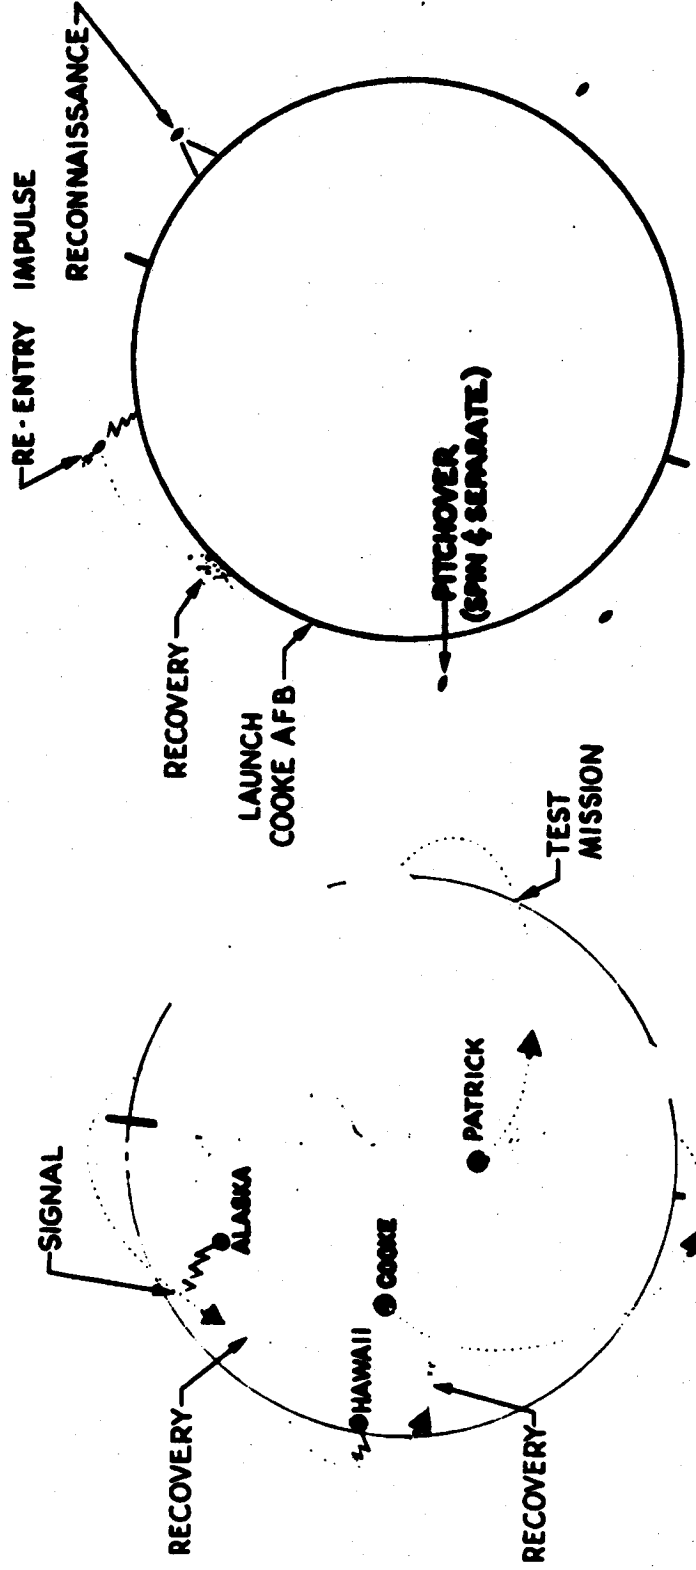 SIGNAL
ALASKA
RECOVERY
HAWAII
COOKE
PATRICK
RECOVERY
TEST
MISSION
RE-ENTRY IMPULSE
RECONNAISSANCE
RECOVERY
LAUNCH
COOKE AFB
PITCHOVER
(SPIN & SEPARATE)